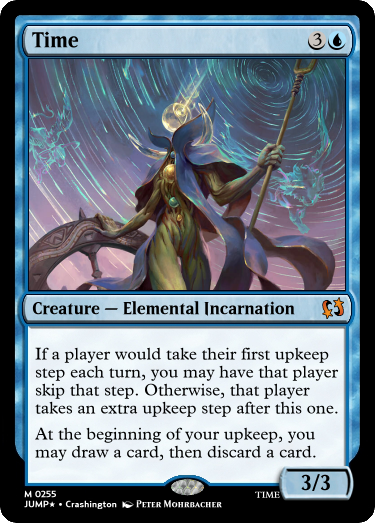 Time 3
Creature — Elemental Incarnation
If a player would take their first upkeep
step each turn, you may have that player
skip that step. Otherwise, that player
takes an extra upkeep step after this one.
At the beginning of your upkeep, you
may draw a card, then discard a card.
3/3
M 0255
TIME
JUMP★ • Crashington Peter Mohrbacher